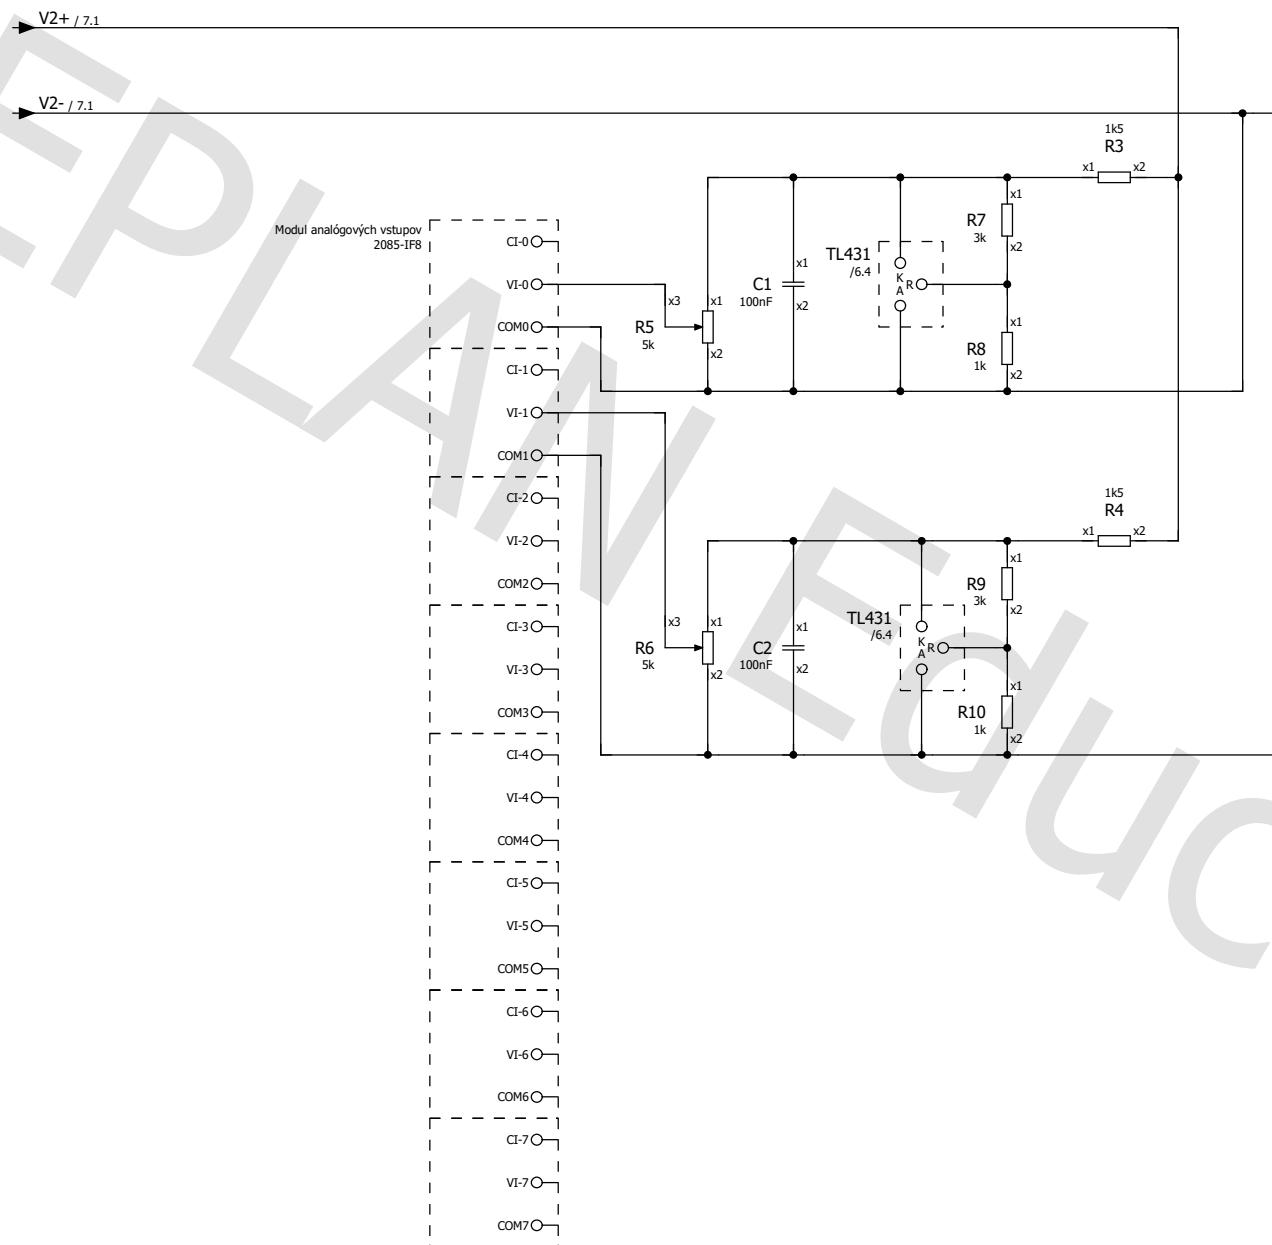 V2+ / 7.1
V2- / 7.1
1k5
R3
x1 x2
Modul analógových vstupov
2085-IF8
CI-0
VI-0
COM0
CI-1
VI-1
COM1
CI-2
VI-2
COM2
CI-3
VI-3
COM3
CI-4
VI-4
COM4
CI-5
VI-5
COM5
CI-6
VI-6
COM6
CI-7
VI-7
COM7
x3
R5
5k
x1
x2
C1
100nF
x1
x2
TL431
/6.4
K
A
R
R7
3k
x1
x2
R8
1k
x1
x2
1k5
R4
x1 x2
x3
R6
5k
x1
x2
C2
100nF
x1
x2
TL431
/6.4
K
A
R
R9
3k
x1
x2
R10
1k
x1
x2
EPLAN Educ